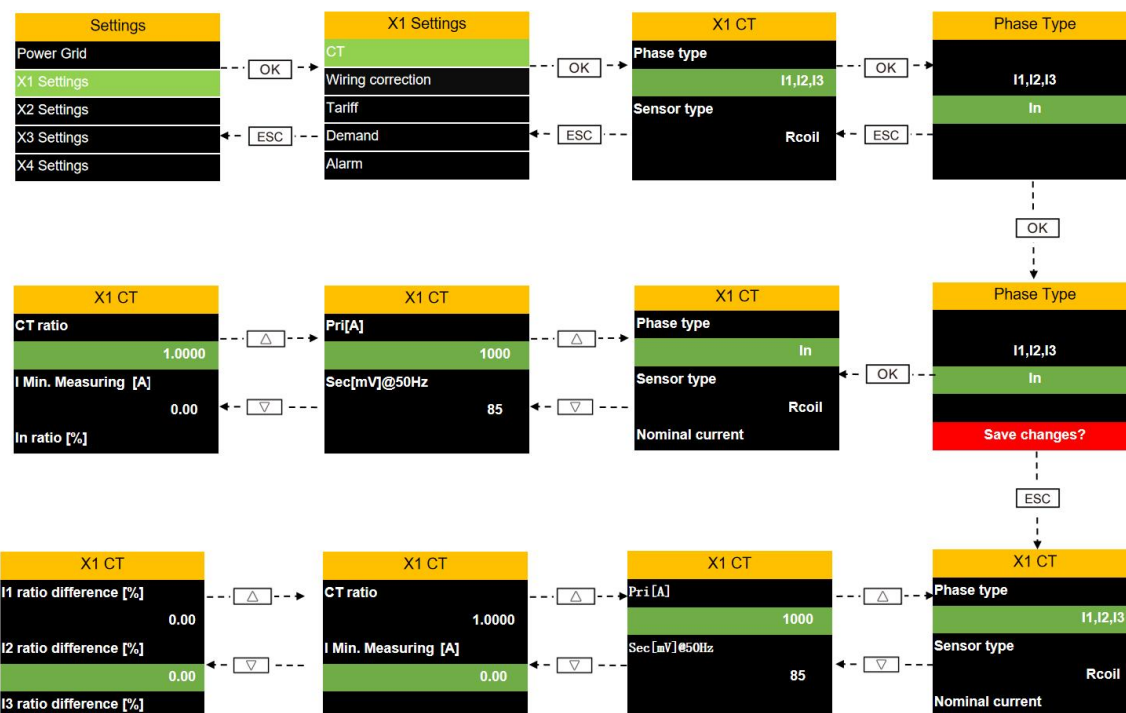 Settings
Power Grid
X1 Settings
X2 Settings
X3 Settings
X4 Settings
OK
ESC
X1 Settings
CT
Wiring correction
Tariff
Demand
Alarm
OK
ESC
X1 CT
Phase type
I1,I2,I3
Sensor type
Rcoil
OK
ESC
Phase Type
I1,I2,I3
In
OK
X1 CT
CT ratio
1.0000
I Min. Measuring [A]
0.00
In ratio [%]
△
▽
X1 CT
Pri[A]
1000
Sec[mV]@50Hz
85
△
▽
X1 CT
Phase type
In
Sensor type
Rcoil
Nominal current
OK
Phase Type
I1,I2,I3
In
Save changes?
ESC
X1 CT
I1 ratio difference [%]
0.00
I2 ratio difference [%]
0.00
I3 ratio difference [%]
△
▽
X1 CT
CT ratio
1.0000
I Min. Measuring [A]
0.00
△
▽
X1 CT
Pri[A]
1000
Sec[mV]@50Hz
85
△
▽
X1 CT
Phase type
I1,I2,I3
Sensor type
Rcoil
Nominal current